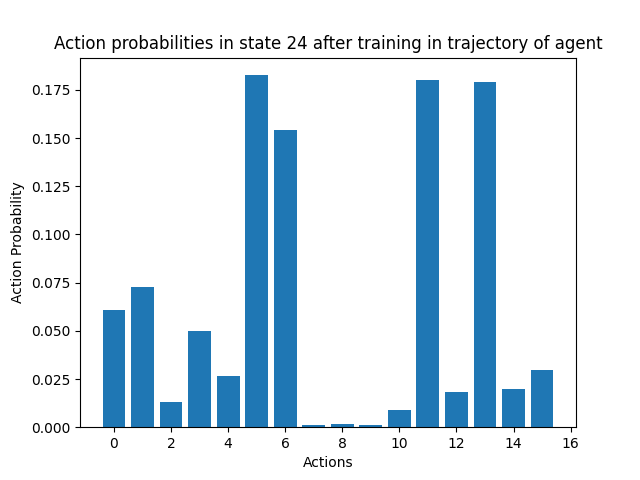 Action probabilities in state 24 after training in trajectory of agent
0.175
0.150
0.125
0.100
0.075
0.050
0.025
0.000
Action Probability
0 2 4 6 8 10 12 14 16
Actions